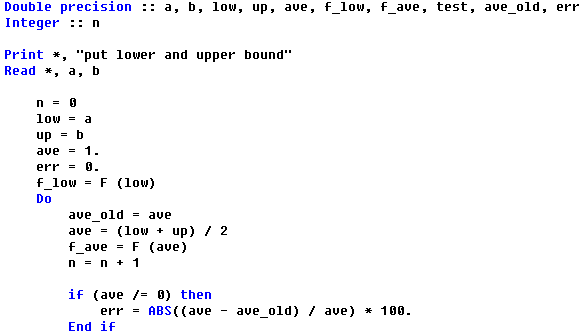 Double precision :: a, b, low, up, ave, f_low, f_ave, test, ave_old, err
Integer :: n
Print *, "put lower and upper bound"
Read *, a, b
n = 0
low = a
up = b
ave = 1.
err = 0.
f_low = F (low)
Do
ave_old = ave
ave = (low + up) / 2
f_ave = F (ave)
n = n + 1
if (ave /= 0) then
err = ABS((ave - ave_old) / ave) * 100.
End if